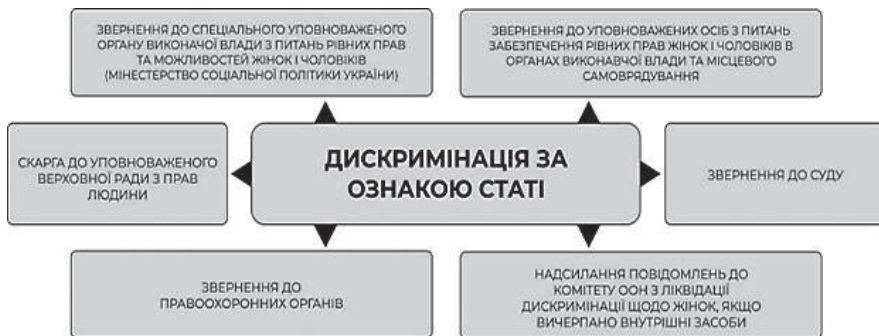 ЗВЕРНЕННЯ ДО СПЕЦІАЛЬНОГО УПОВНОВАЖЕНОГО
ОРГАНУ ВИКОНАЧОЇ ВЛАДИ З ПИТАНЬ РІВНИХ ПРАВ
ТА МОЖЛИВОСТЕЙ ЖІНОК І ЧОЛОВІКІВ
(МІНЕСТЕРСТВО СОЦІАЛЬНОЇ ПОЛІТИКИ УКРАЇНИ)
ЗВЕРНЕННЯ ДО УПОВНОВАЖЕНИХ ОСІБ З ПИТАНЬ
ЗАБЕЗПЕЧЕННЯ РІВНИХ ПРАВ ЖІНОК І ЧОЛОВІКІВ В
ОРГАНАХ ВИКОНАВЧОЇ ВЛАДИ ТА МІСЦЕВОГО
САМОВРЯДУВАННЯ
СКАРГА ДО УПОВНОВАЖЕНОГО
ВЕРХОВНОЇ РАДИ З ПРАВ
ЛЮДИНИ
ДИСКРИМІНАЦІЯ ЗА
ОЗНАКОЮ СТАТІ
ЗВЕРНЕННЯ ДО СУДУ
ЗВЕРНЕННЯ ДО
ПРАВООХОРОННИХ ОРГАНІВ
НАДСИЛАННЯ ПОВІДОМЛЕНЬ ДО
КОМІТЕТУ ООН З ЛІКВІДАЦІЇ
ДИСКРИМІНАЦІЇ ЩОДО ЖІНОК, ЯКЩО
ВИЧЕРПАНО ВНУТРІШНІ ЗАСОБИ